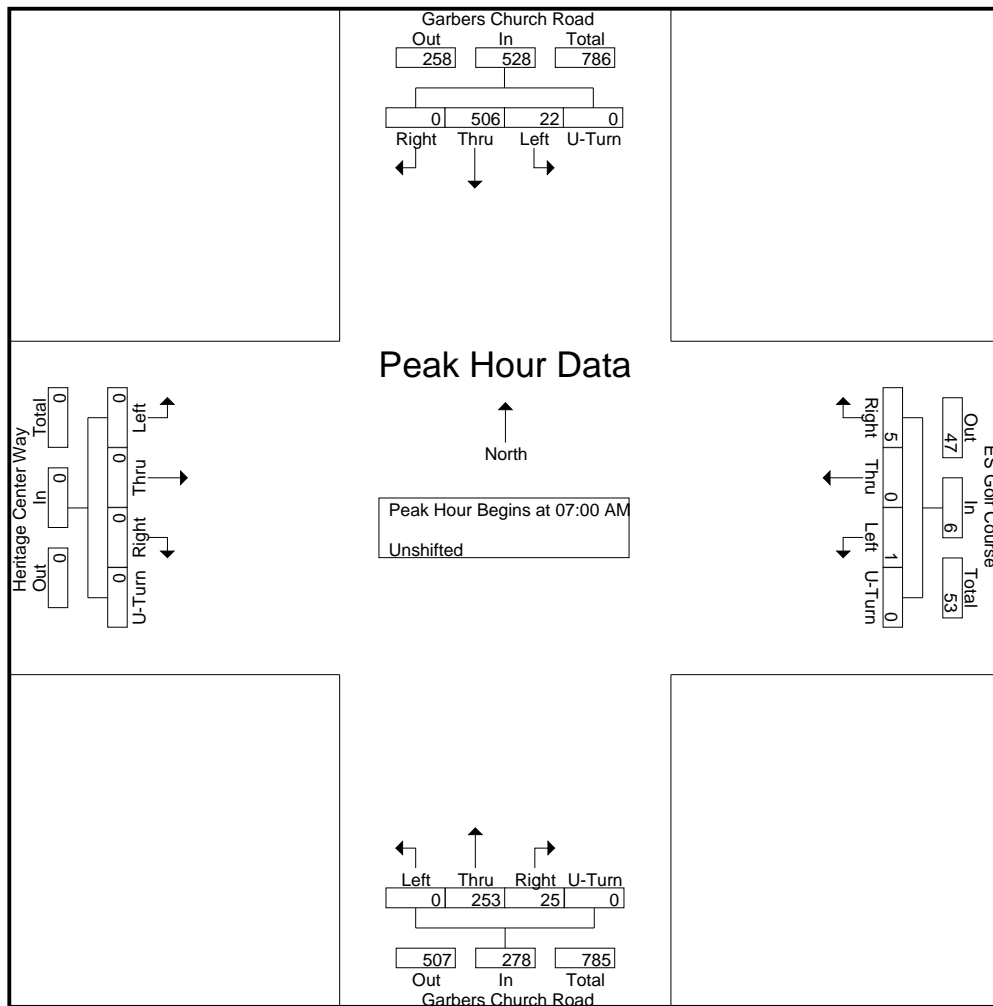 Garbers Church Road
Out In Total
258 528 786
0 506 22 0
Right Thru Left U-Turn
Peak Hour Data
North
Peak Hour Begins at 07:00 AM
Unshifted
Heritage Center Way
Total In Out
0 0 0
0 0 0 0
Left Thru Right U-Turn
Right Thru Left U-Turn
5 0 1 0
Out In Total
47 6 53
ES Golf Course
Left Thru Right U-Turn
0 253 25 0
507 278 785
Out In Total
Garbers Church Road